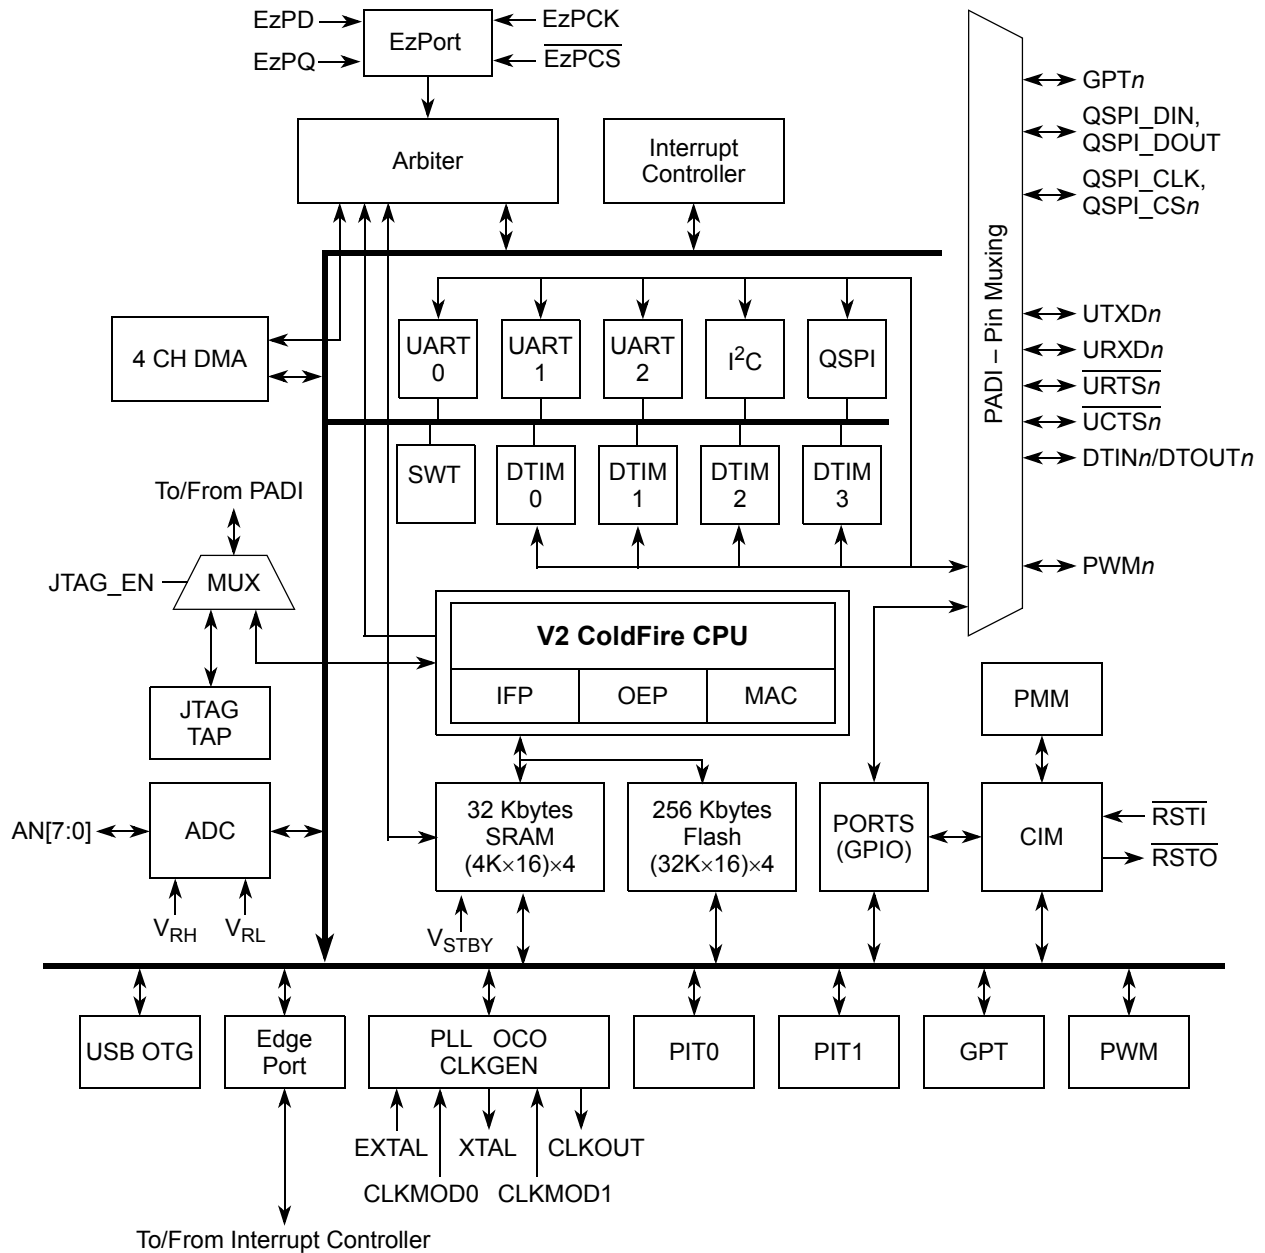 EzPD
EzPCK
EzPort
EzPQ
EzPCS
GPTn
QSPI_DIN,
QSPI_DOUT
Arbiter
Interrupt
Controller
QSPI_CLK,
QSPI_CSn
PADI – Pin Muxing
UTXDn
URXDn
URTSn
UCTSn
DTINn/DTOUTn
PWMn
4 CH DMA
UART
0
UART
1
UART
2
I²C
QSPI
SWT
DTIM
0
DTIM
1
DTIM
2
DTIM
3
To/From PADI
JTAG_EN
MUX
V2 ColdFire CPU
IFP
OEP
MAC
JTAG
TAP
PMM
AN[7:0]
ADC
32 Kbytes
SRAM
(4K×16)×4
256 Kbytes
Flash
(32K×16)×4
PORTS
(GPIO)
CIM
RSTI
RSTO
VRH
VRL
VSTBY
USB OTG
Edge
Port
PLL OCO
CLKGEN
PIT0
PIT1
GPT
PWM
EXTAL
XTAL
CLKOUT
CLKMOD0
CLKMOD1
To/From Interrupt Controller